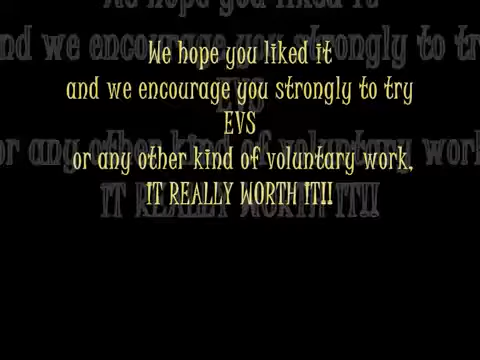 We hope you liked it
and we encourage you strongly to try
EVS
or any other kind of voluntary work,
IT REALLY WORTH IT!!